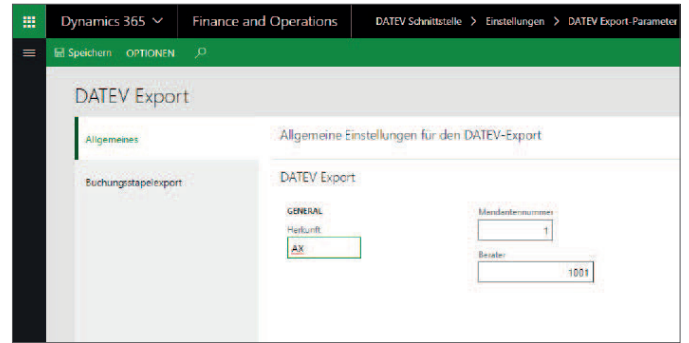 Dynamics 365 Finance and Operations DATEV Schnittstelle > Einstellungen > DATEV Export-Parameter
Speichern OPTIONEN
DATEV Export
Allgemeines
Buchungsstapelexport
Allgemeine Einstellungen für den DATEV-Export
DATEV Export
GENERAL
Herkunft
AX
Mandantennummer
1
Berater
1001